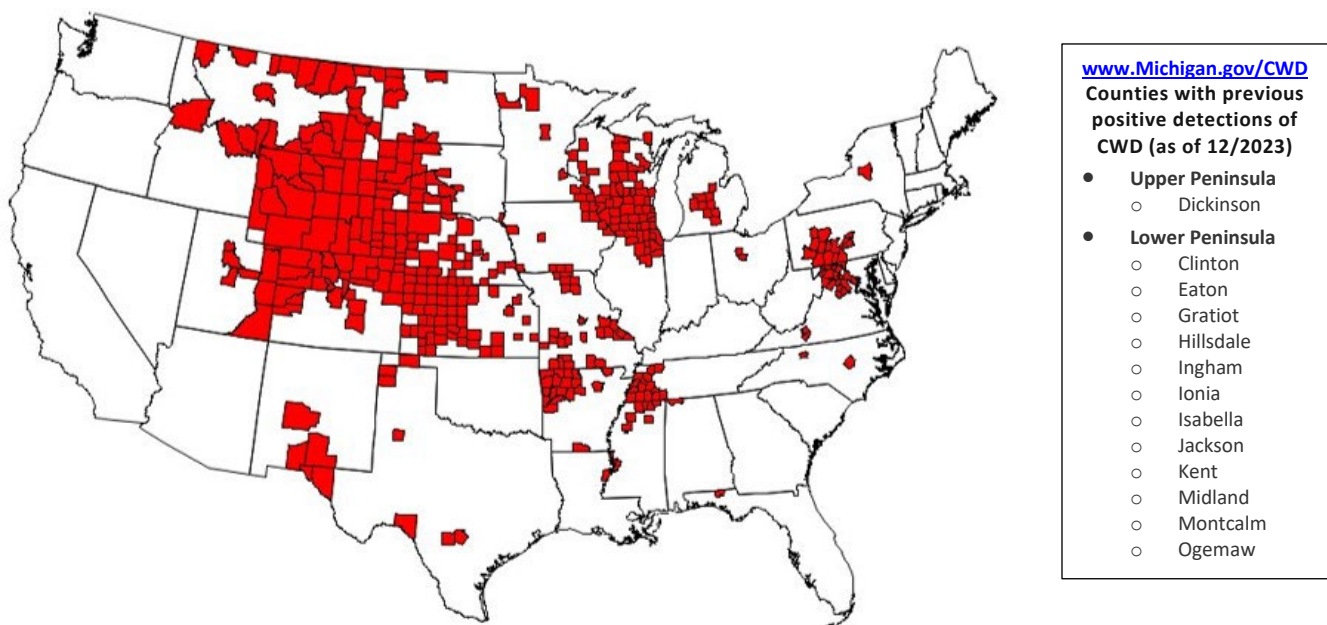 www.Michigan.gov/CWD
Counties with previous
positive detections of
CWD (as of 12/2023)
• Upper Peninsula
○ Dickinson
• Lower Peninsula
○ Clinton
○ Eaton
○ Gratiot
○ Hillsdale
○ Ingham
○ Ionia
○ Isabella
○ Jackson
○ Kent
○ Midland
○ Montcalm
○ Ogemaw